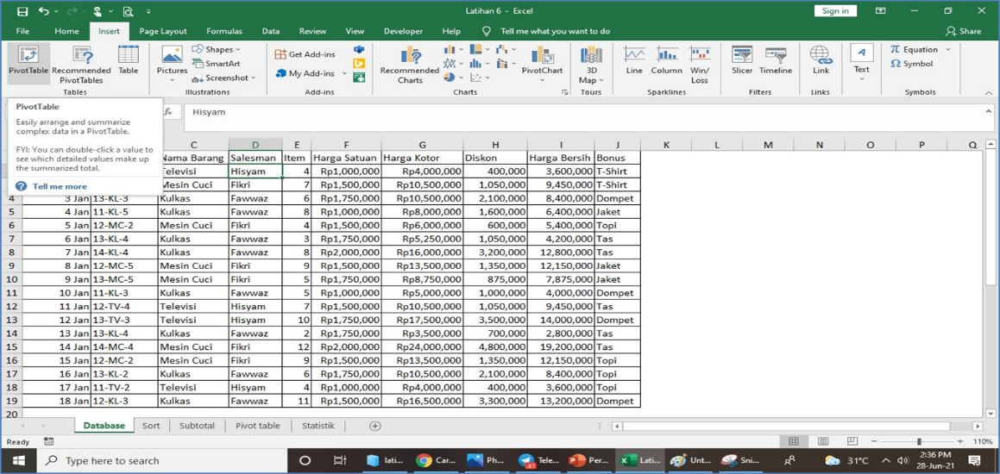 Latihan 6 - Excel
Sign in
File Home Insert Page Layout Formulas Data Review View Developer Help Tell me what you want to do Share
PivotTable Recommended PivotTables Table
Tables
Pictures Shapes SmartArt Screenshot
Illustrations
Get Add-ins
My Add-ins
Add-ins
Recommended Charts PivotChart
Charts
3D Map
Tours
Line Column Win/Loss
Sparklines
Slicer Timeline
Filters
Link
Links
Text
Equation
Symbol
Symbols
PivotTable
Easily arrange and summarize
complex data in a PivotTable.
FYI: You can double-click a value to
see which detailed values make up
the summarized total.
Tell me more
fx Hisyam
C D E F G H I J K L M N O P Q
Nama Barang Salesman Item Harga Satuan Harga Kotor Diskon Harga Bersih Bonus
Televisi Hisyam 4 Rp1,000,000 Rp4,000,000 400,000 3,600,000 T-Shirt
Mesin Cuci Fikri 7 Rp1,500,000 Rp10,500,000 1,050,000 9,450,000 T-Shirt
4 3 Jan 13-KL-3 Kulkas Fawwaz 6 Rp1,750,000 Rp10,500,000 2,100,000 8,400,000 Dompet
5 4 Jan 11-KL-5 Kulkas Fawwaz 8 Rp1,000,000 Rp8,000,000 1,600,000 6,400,000 Jaket
6 5 Jan 12-MC-2 Mesin Cuci Fikri 4 Rp1,500,000 Rp6,000,000 600,000 5,400,000 Topi
7 6 Jan 13-KL-4 Kulkas Fawwaz 3 Rp1,750,000 Rp5,250,000 1,050,000 4,200,000 Tas
8 7 Jan 14-KL-4 Kulkas Fawwaz 8 Rp2,000,000 Rp16,000,000 3,200,000 12,800,000 Tas
9 8 Jan 12-MC-5 Mesin Cuci Fikri 9 Rp1,500,000 Rp13,500,000 1,350,000 12,150,000 Jaket
10 9 Jan 13-MC-5 Mesin Cuci Fikri 5 Rp1,750,000 Rp8,750,000 875,000 7,875,000 Jaket
11 10 Jan 11-KL-3 Kulkas Fawwaz 5 Rp1,000,000 Rp5,000,000 1,000,000 4,000,000 Dompet
12 11 Jan 12-TV-4 Televisi Hisyam 7 Rp1,500,000 Rp10,500,000 1,050,000 9,450,000 Tas
13 12 Jan 13-TV-3 Televisi Hisyam 10 Rp1,750,000 Rp17,500,000 3,500,000 14,000,000 Dompet
14 13 Jan 13-KL-4 Kulkas Fawwaz 2 Rp1,750,000 Rp3,500,000 700,000 2,800,000 Tas
15 14 Jan 14-MC-4 Mesin Cuci Fikri 12 Rp2,000,000 Rp24,000,000 4,800,000 19,200,000 Tas
16 15 Jan 12-MC-2 Mesin Cuci Fikri 9 Rp1,500,000 Rp13,500,000 1,350,000 12,150,000 Topi
17 16 Jan 13-KL-2 Kulkas Fawwaz 6 Rp1,750,000 Rp10,500,000 2,100,000 8,400,000 Topi
18 17 Jan 11-TV-2 Televisi Hisyam 4 Rp1,000,000 Rp4,000,000 400,000 3,600,000 Topi
19 18 Jan 12-KL-3 Kulkas Fawwaz 11 Rp1,500,000 Rp16,500,000 3,300,000 13,200,000 Dompet
20
Database Sort Subtotal Pivot table Statistik
Ready
110%
Type here to search
lati... Car... Ph... Tele... Per... Lati... Unt... Sni...
31°C
2:36 PM
28-Jun-21